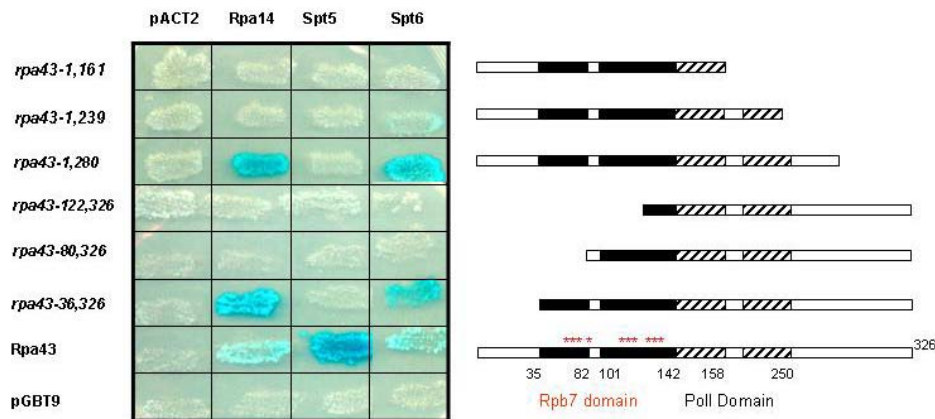 pACT2 Rpa14 Spt5 Spt6
rpa43-1,161
rpa43-1,239
rpa43-1,280
rpa43-122,326
rpa43-80,326
rpa43-36,326
Rpa43 *** * *** *** 326
35 82 101 142 158 250
pGBT9 Rpb7 domain PolI Domain